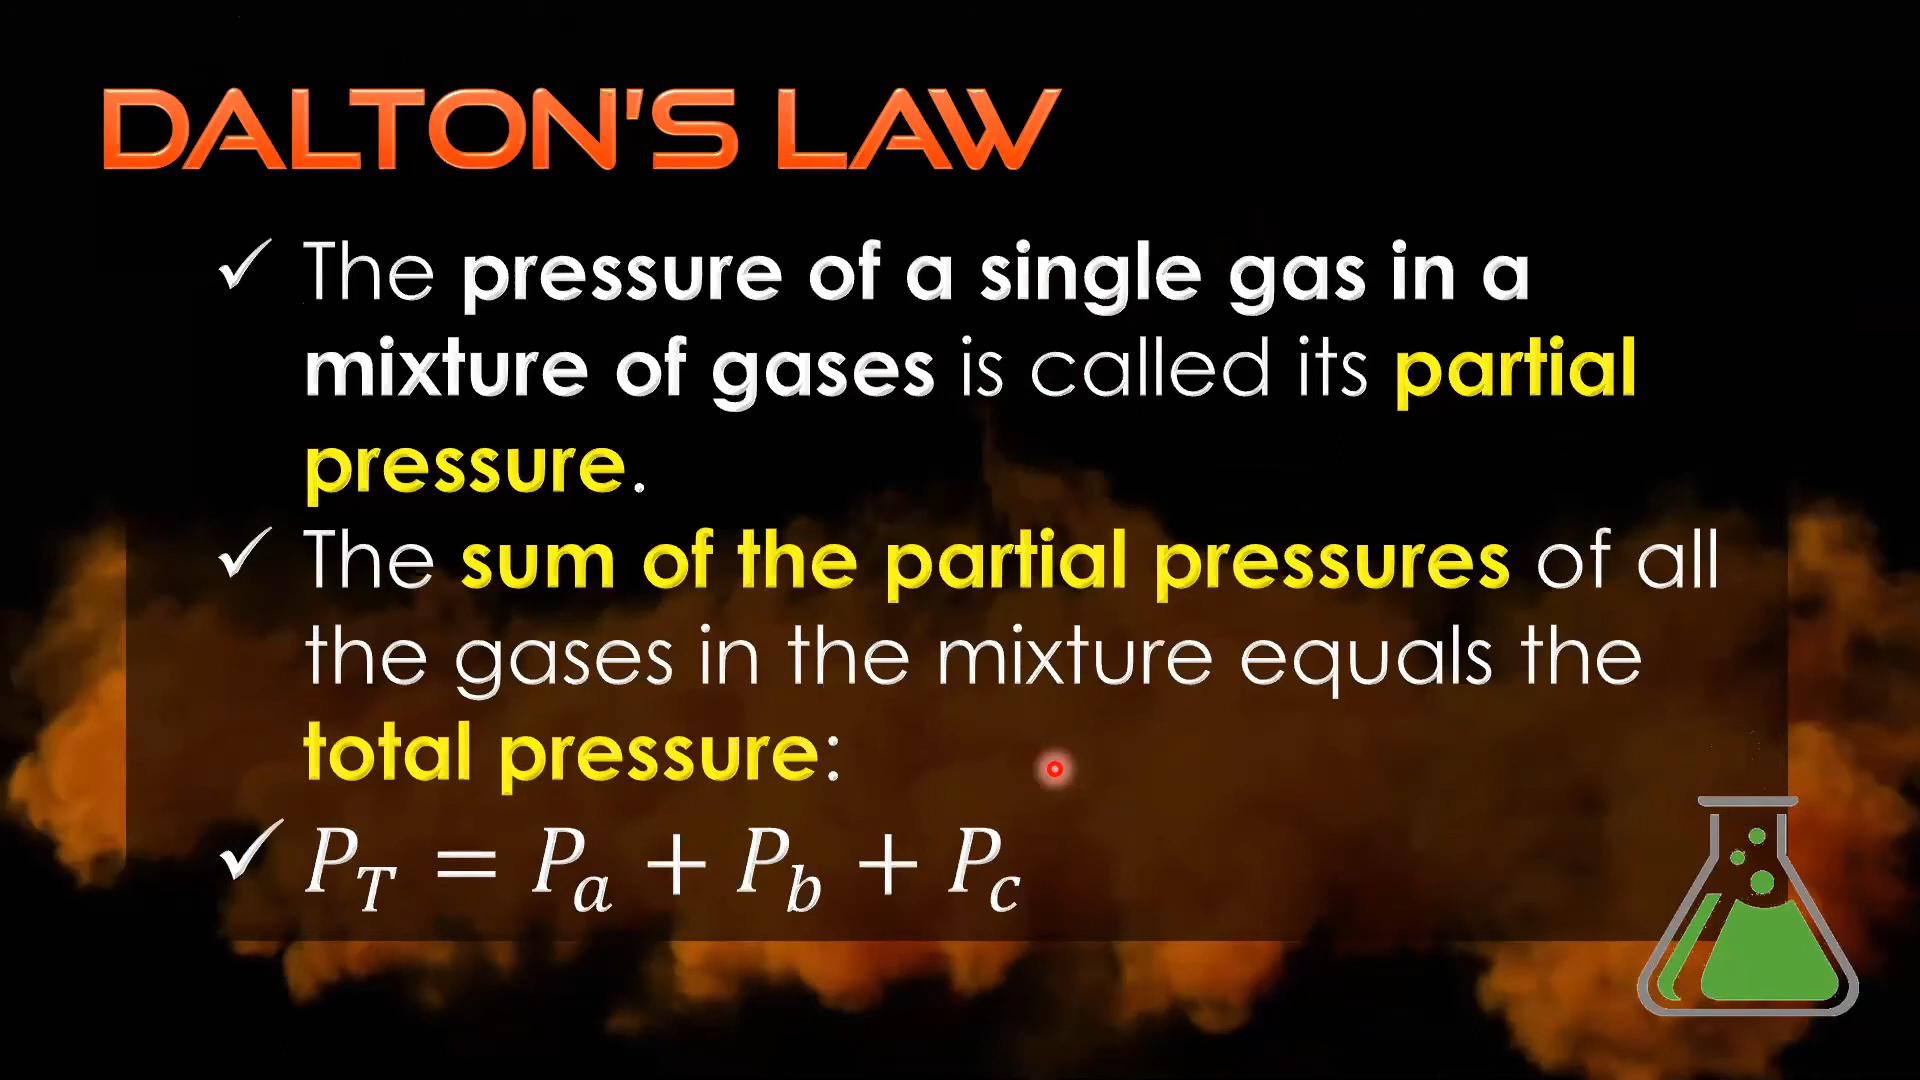 DALTON'S LAW
✓ The pressure of a single gas in a
mixture of gases is called its partial
pressure.
✓ The sum of the partial pressures of all
the gases in the mixture equals the
total pressure:
✓ $P_T = P_a + P_b + P_c$